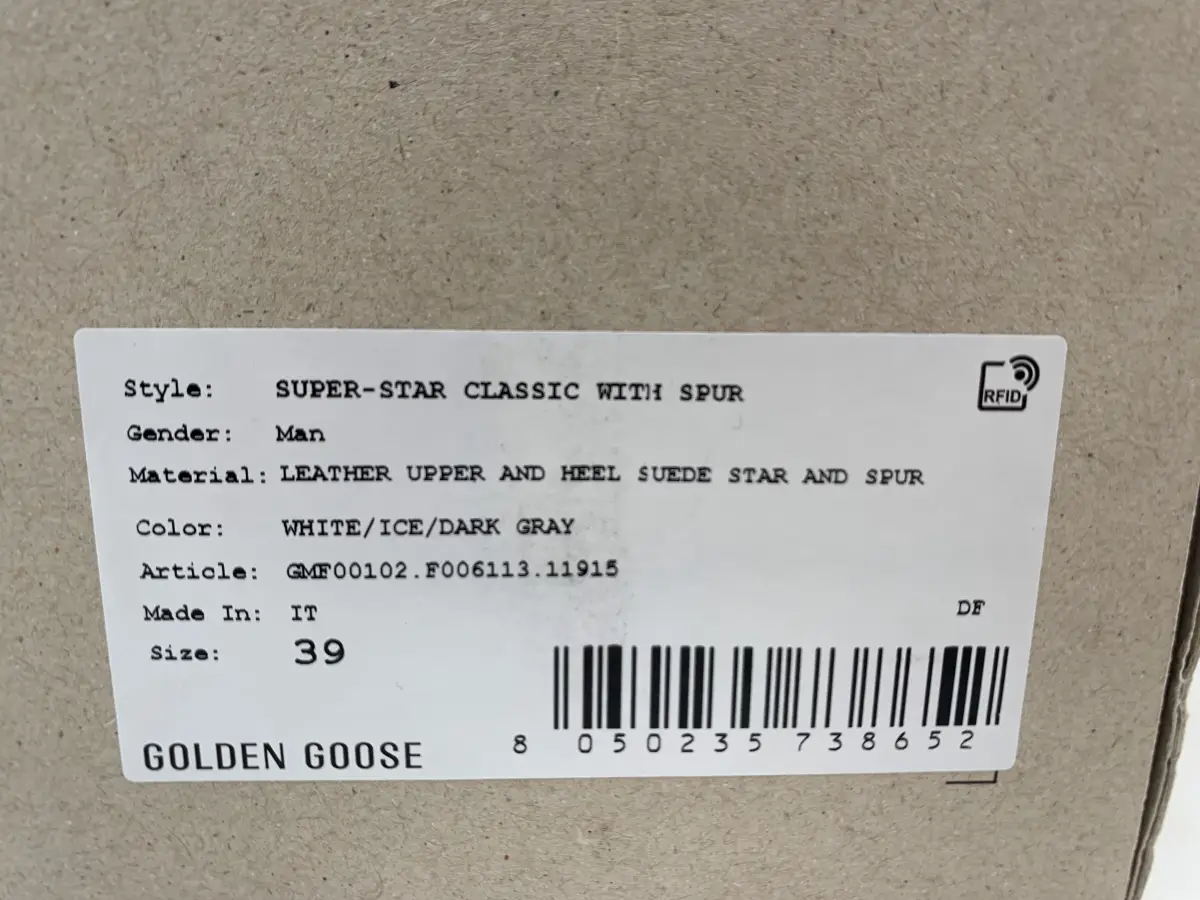 Style: SUPER-STAR CLASSIC WITH SPUR
RFID
Gender: Man
Material: LEATHER UPPER AND HEEL SUEDE STAR AND SPUR
Color: WHITE/ICE/DARK GRAY
Article: GMF00102.F006113.11915
Made In: IT
DF
Size: 39
8 050235 738652
GOLDEN GOOSE